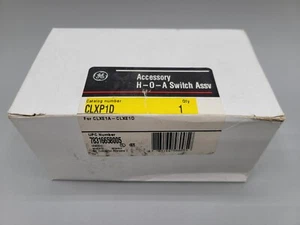 Accessory
H-O-A Switch Assy
Catalog number
Qty
CLXP1D
1
For CLXE1A - CLXE1D
UPC Number